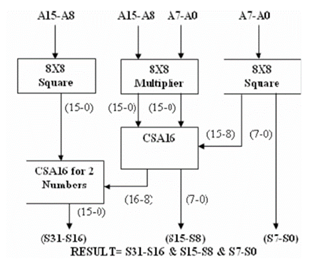 A15-A8 A15-A8 A7-A0 A7-A0
8X8 Square
8X8 Multiplier
8X8 Square
(15-0) (15-0) (15-0)
CSA16
(15-8) (7-0)
CSA16 for 2 Numbers
(16-8) (7-0)
(15-0)
(S31-S16) (S15-S8) (S7-S0)
RESULT= S31-S16 & S15-S8 & S7-S0